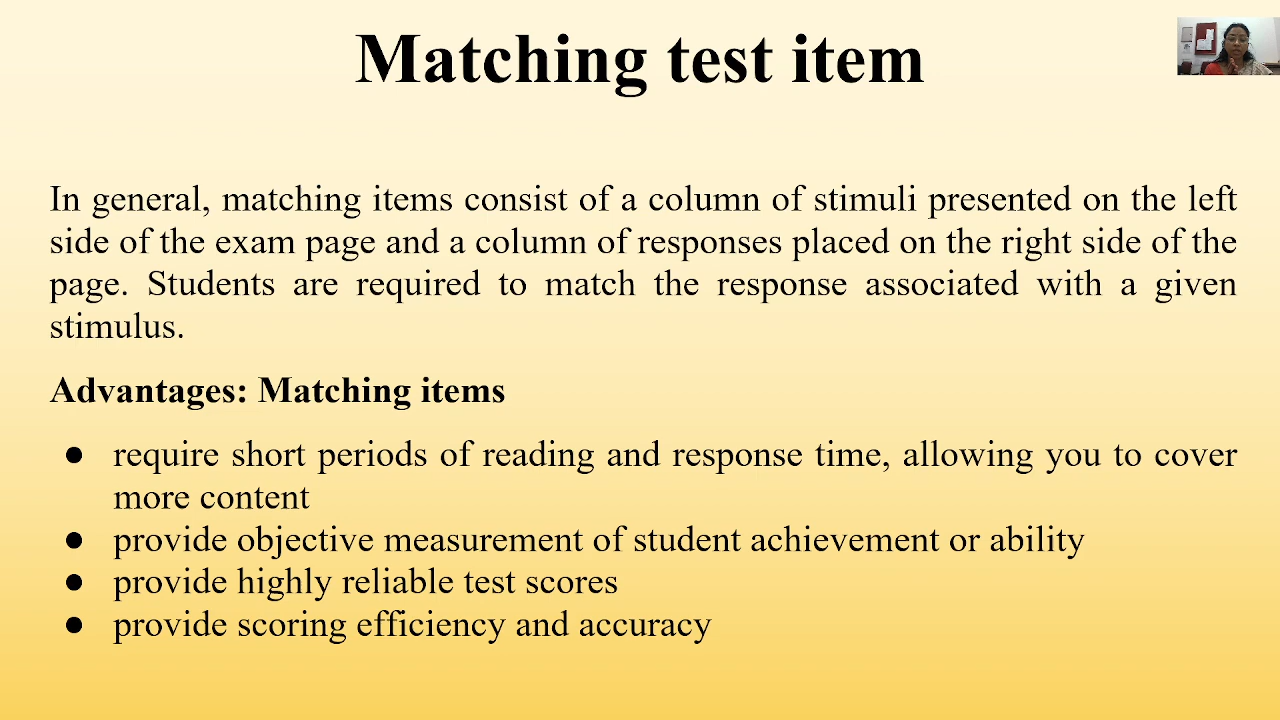 Matching test item
In general, matching items consist of a column of stimuli presented on the left
side of the exam page and a column of responses placed on the right side of the
page. Students are required to match the response associated with a given
stimulus.
Advantages: Matching items
● require short periods of reading and response time, allowing you to cover
more content
● provide objective measurement of student achievement or ability
● provide highly reliable test scores
● provide scoring efficiency and accuracy